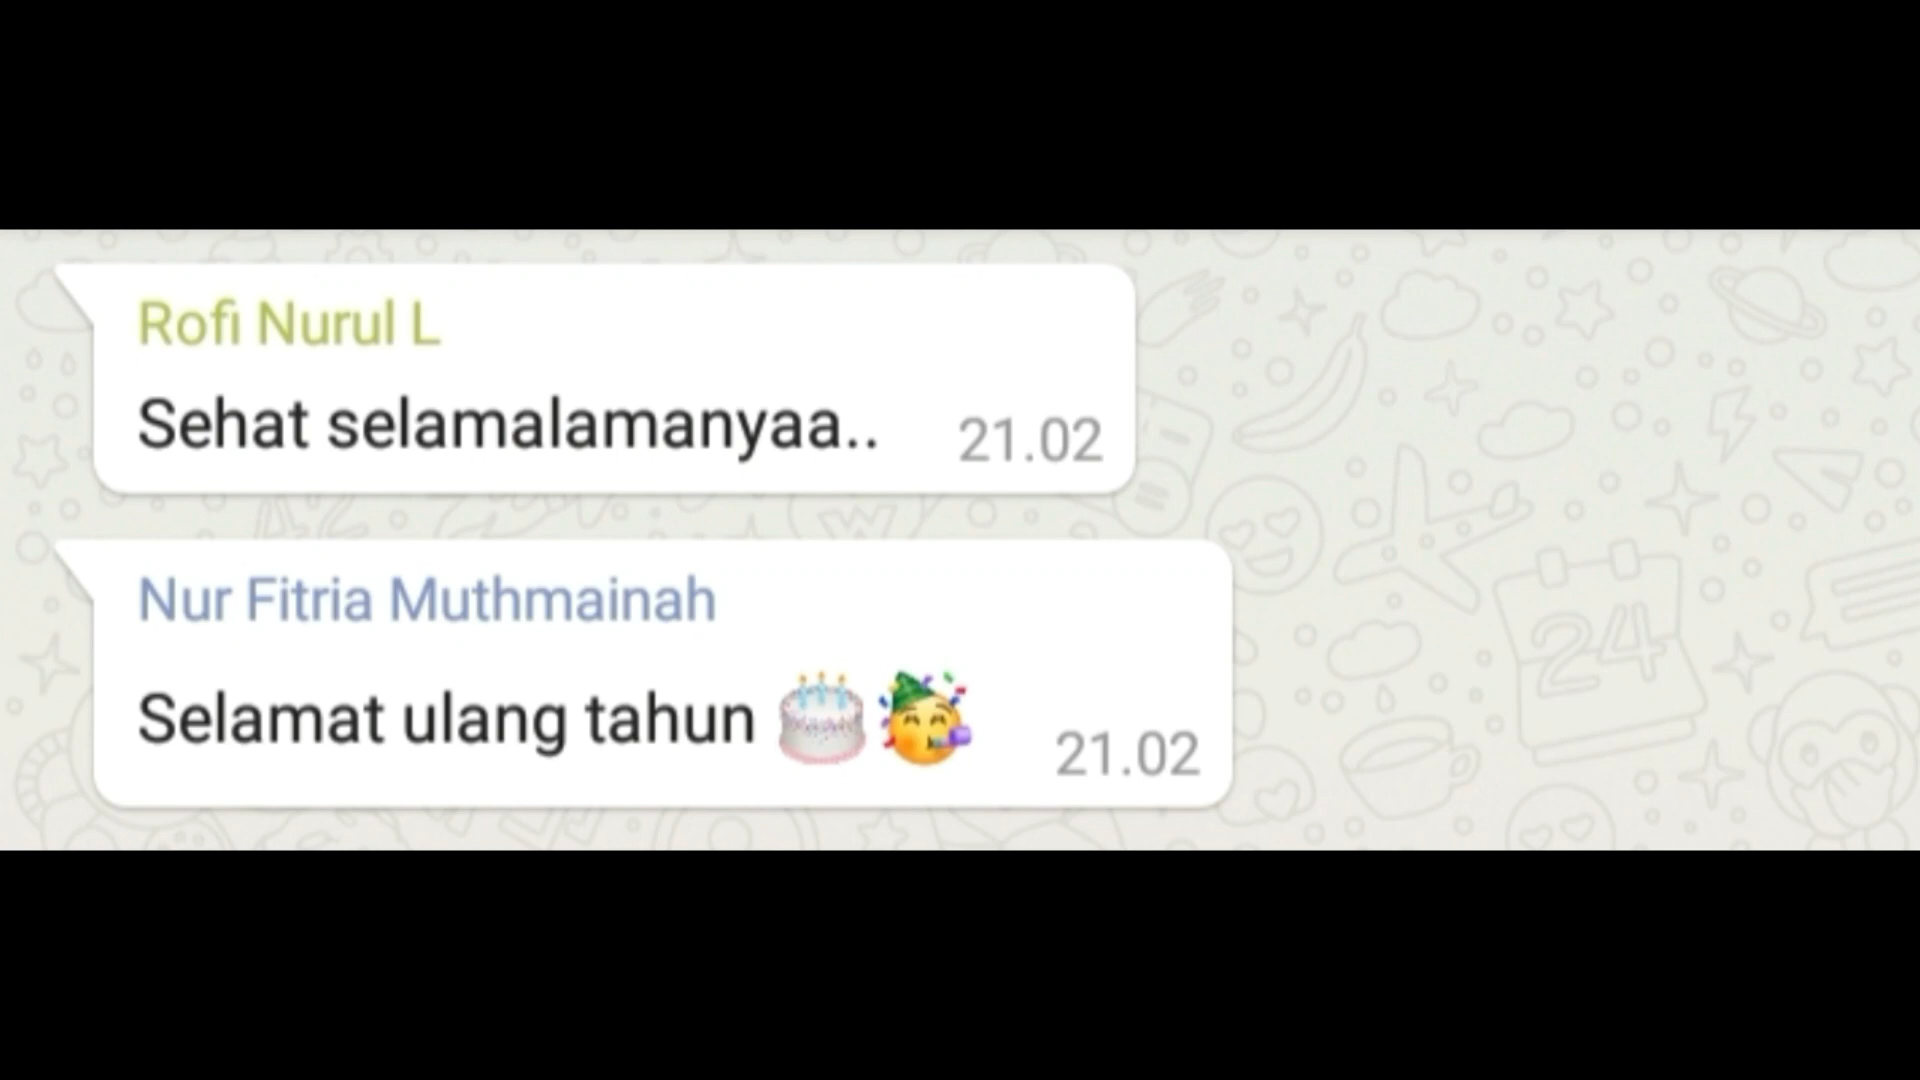 Rofi Nurul L
Sehat selamalamanyaa.. 21.02
Nur Fitria Muthmainah
Selamat ulang tahun 🎂🥳 21.02